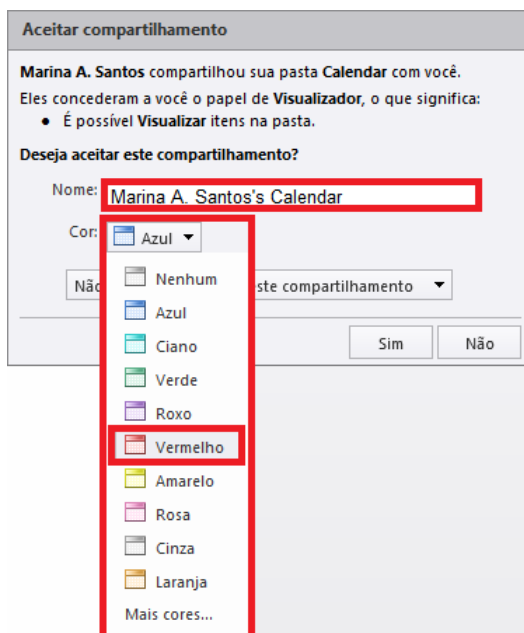 Aceitar compartilhamento
Marina A. Santos compartilhou sua pasta Calendar com você.
Eles concederam a você o papel de Visualizador, o que significa:
• É possível Visualizar itens na pasta.
Deseja aceitar este compartilhamento?
Nome: Marina A. Santos's Calendar
Cor: Azul
Nenhum
Não ste compartilhamento
Azul
Ciano
Sim Não
Verde
Roxo
Vermelho
Amarelo
Rosa
Cinza
Laranja
Mais cores...